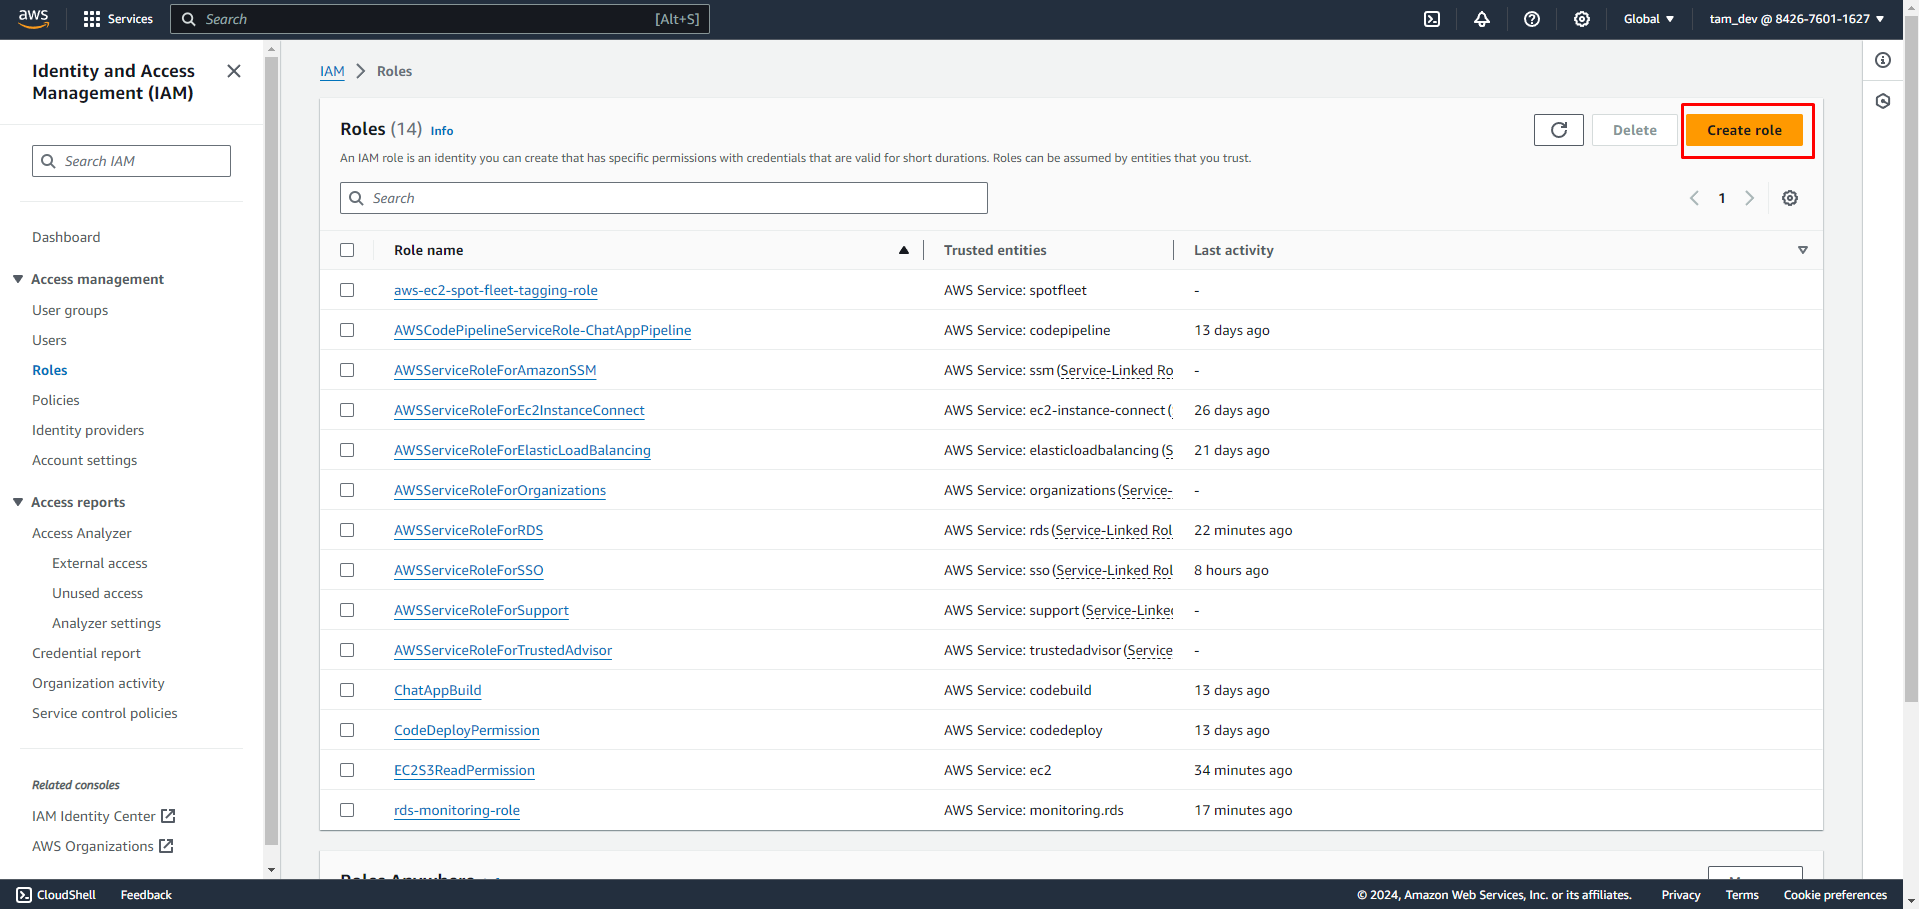 aws
Services
Search [Alt+S]
Global
tam_dev @ 8426-7601-1627
Identity and Access
Management (IAM)
Search IAM
Dashboard
Access management
User groups
Users
Roles
Policies
Identity providers
Account settings
Access reports
Access Analyzer
External access
Unused access
Analyzer settings
Credential report
Organization activity
Service control policies
Related consoles
IAM Identity Center
AWS Organizations
IAM > Roles
Roles (14) Info
Delete
Create role
An IAM role is an identity you can create that has specific permissions with credentials that are valid for short durations. Roles can be assumed by entities that you trust.
Search
1
Role name Trusted entities Last activity
aws-ec2-spot-fleet-tagging-role AWS Service: spotfleet -
AWSCodePipelineServiceRole-ChatAppPipeline AWS Service: codepipeline 13 days ago
AWSServiceRoleForAmazonSSM AWS Service: ssm (Service-Linked Ro -
AWSServiceRoleForEc2InstanceConnect AWS Service: ec2-instance-connect ( 26 days ago
AWSServiceRoleForElasticLoadBalancing AWS Service: elasticloadbalancing (S 21 days ago
AWSServiceRoleForOrganizations AWS Service: organizations (Service- -
AWSServiceRoleForRDS AWS Service: rds (Service-Linked Rol 22 minutes ago
AWSServiceRoleForSSO AWS Service: sso (Service-Linked Rol 8 hours ago
AWSServiceRoleForSupport AWS Service: support (Service-Linked -
AWSServiceRoleForTrustedAdvisor AWS Service: trustedadvisor (Service -
ChatAppBuild AWS Service: codebuild 13 days ago
CodeDeployPermission AWS Service: codedeploy 13 days ago
EC2S3ReadPermission AWS Service: ec2 34 minutes ago
rds-monitoring-role AWS Service: monitoring.rds 17 minutes ago
Roles Anywhere
CloudShell Feedback
© 2024, Amazon Web Services, Inc. or its affiliates. Privacy Terms Cookie preferences